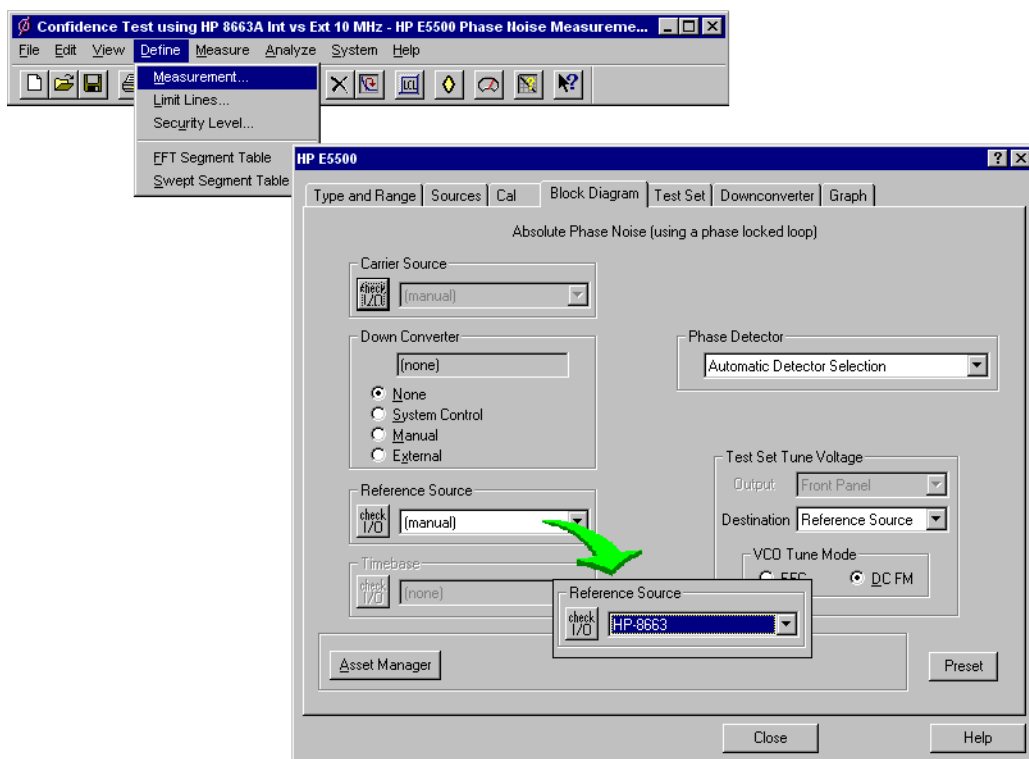 Confidence Test using HP 8663A Int vs Ext 10 MHz - HP E5500 Phase Noise Measureme...
File Edit View Define Measure Analyze System Help
Measurement...
Limit Lines...
Security Level...
FFT Segment Table
Swept Segment Table
HP E5500
Type and Range Sources Cal Block Diagram Test Set Downconverter Graph
Absolute Phase Noise (using a phase locked loop)
Carrier Source
check I/O (manual)
Down Converter
(none)
None
System Control
Manual
External
Phase Detector
Automatic Detector Selection
Reference Source
check I/O (manual)
Timebase
check I/O (none)
Test Set Tune Voltage
Output: Front Panel
Destination Reference Source
VCO Tune Mode
EFC DC FM
Reference Source
check I/O HP-8663
Asset Manager
Preset
Close Help